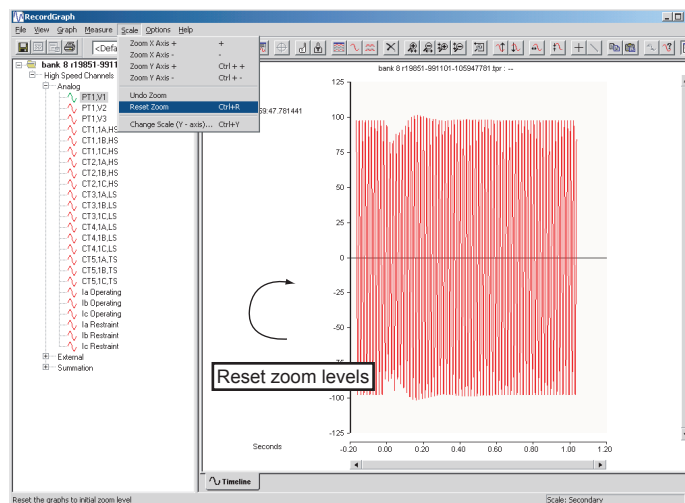 RecordGraph
File View Graph Measure Scale Options Help
<Defa
Zoom X Axis + +
Zoom X Axis - -
Zoom Y Axis + Ctrl + +
Zoom Y Axis - Ctrl + -
Undo Zoom
Reset Zoom Ctrl+R
Change Scale (Y - axis)... Ctrl+Y
bank 8 r19851-9911
High Speed Channels
Analog
PT1,V1
PT1,V2
PT1,V3
CT1,1A,HS
CT1,1B,HS
CT1,1C,HS
CT2,1A,HS
CT2,1B,HS
CT2,1C,HS
CT3,1A,LS
CT3,1B,LS
CT3,1C,LS
CT4,1A,LS
CT4,1B,LS
CT4,1C,LS
CT5,1A,TS
CT5,1B,TS
CT5,1C,TS
Ia Operating
Ib Operating
Ic Operating
Ia Restraint
Ib Restraint
Ic Restraint
External
Summation
bank 8 r19851-991101-105947781.tpr : --
59:47.781441
125
100
75
50
25
0
-25
-50
-75
-100
-125
Reset zoom levels
Seconds
-0.20 0.00 0.20 0.40 0.60 0.80 1.00 1.20
Timeline
Reset the graphs to initial zoom level
Scale: Secondary